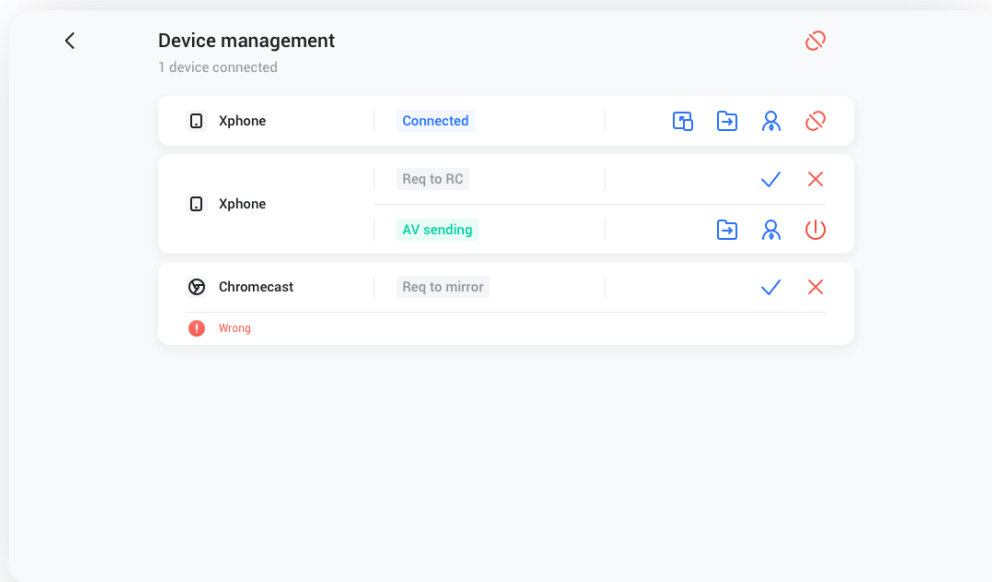 Device management
1 device connected
Xphone
Connected
Xphone
Req to RC
AV sending
Chromecast
Req to mirror
Wrong